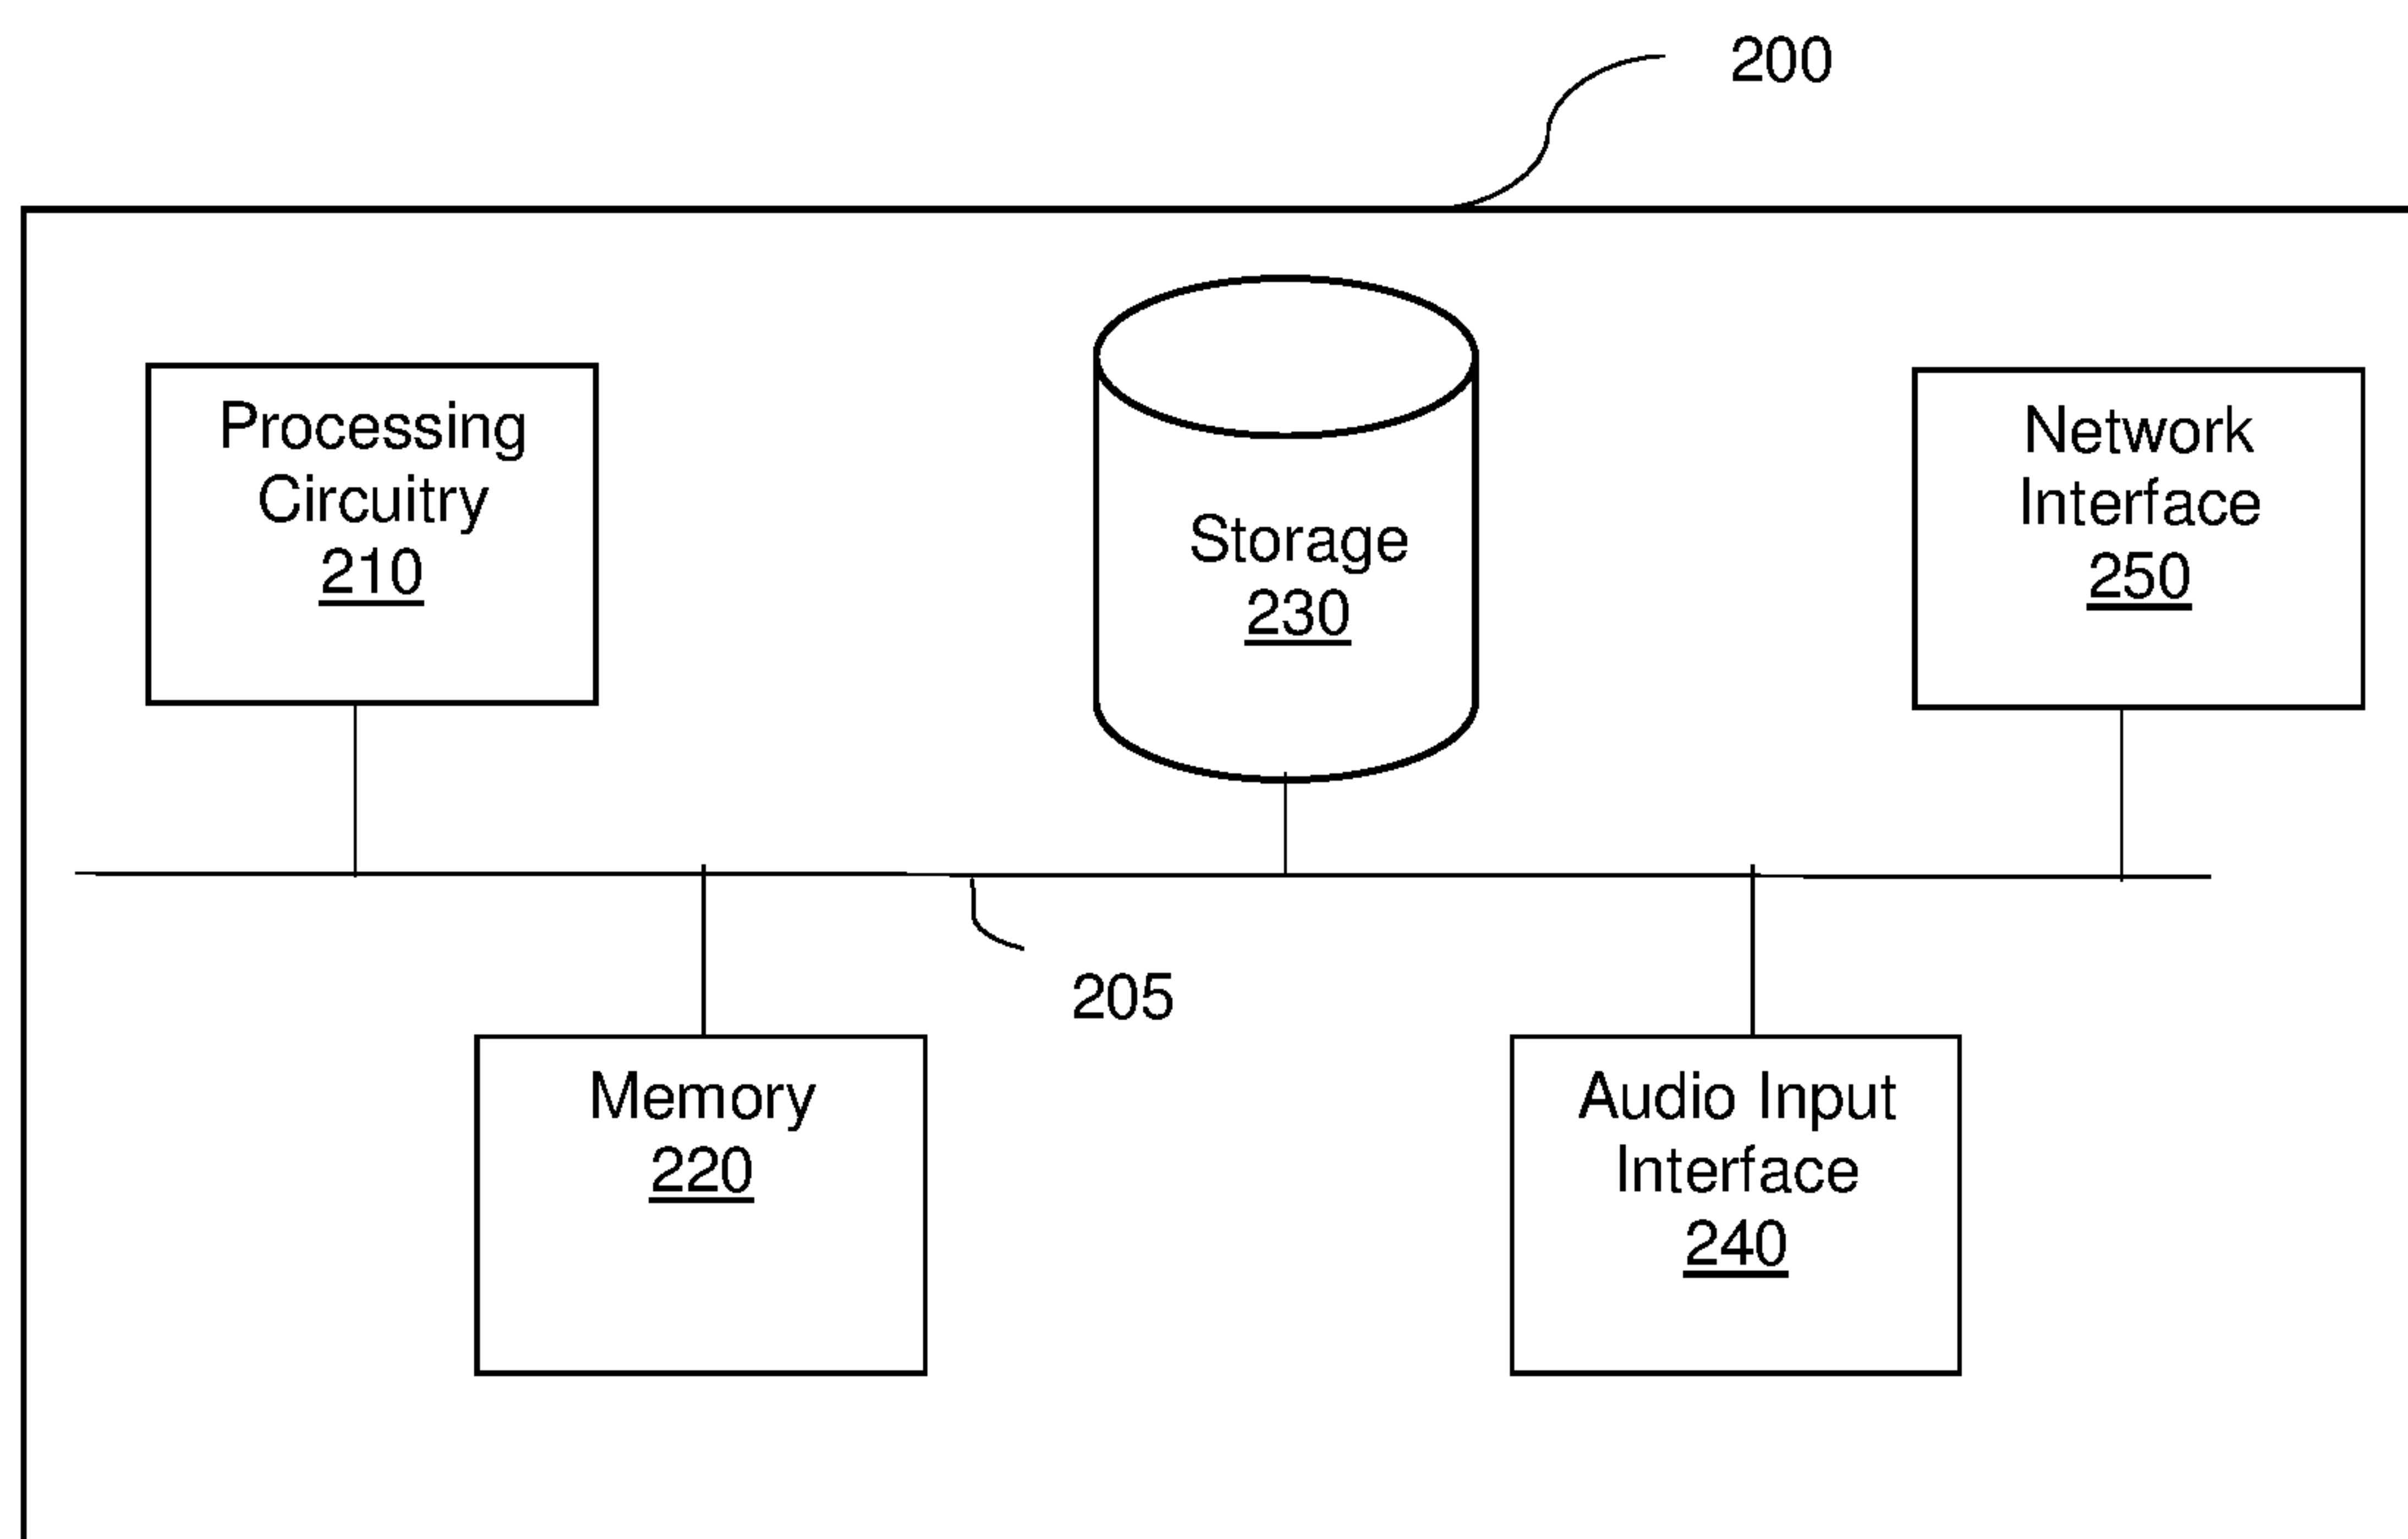 200
Processing
Circuitry
210
Storage
230
Network
Interface
250
205
Memory
220
Audio Input
Interface
240